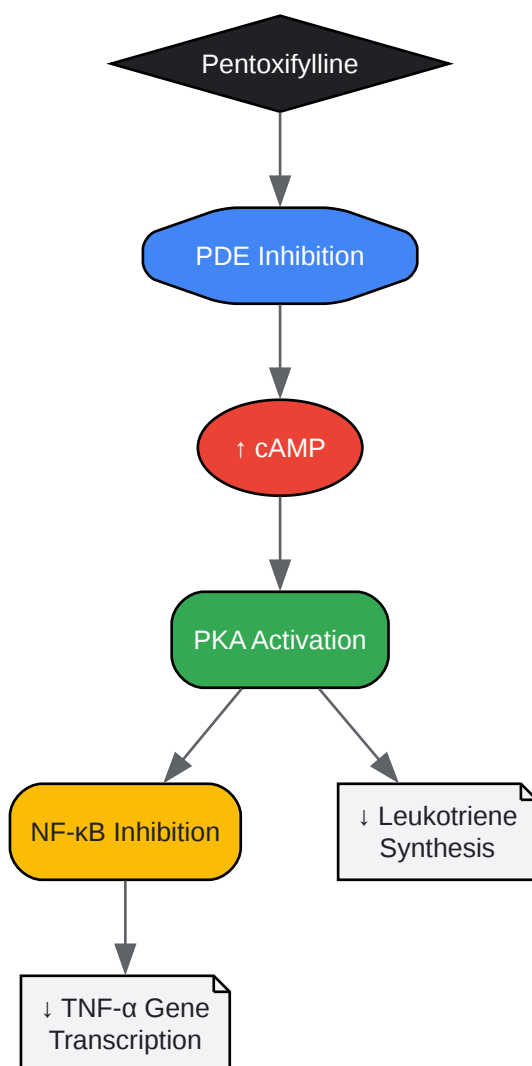 Pentoxifylline
PDE Inhibition
↑ cAMP
PKA Activation
NF-κB Inhibition
↓ Leukotriene
Synthesis
↓ TNF-α Gene
Transcription